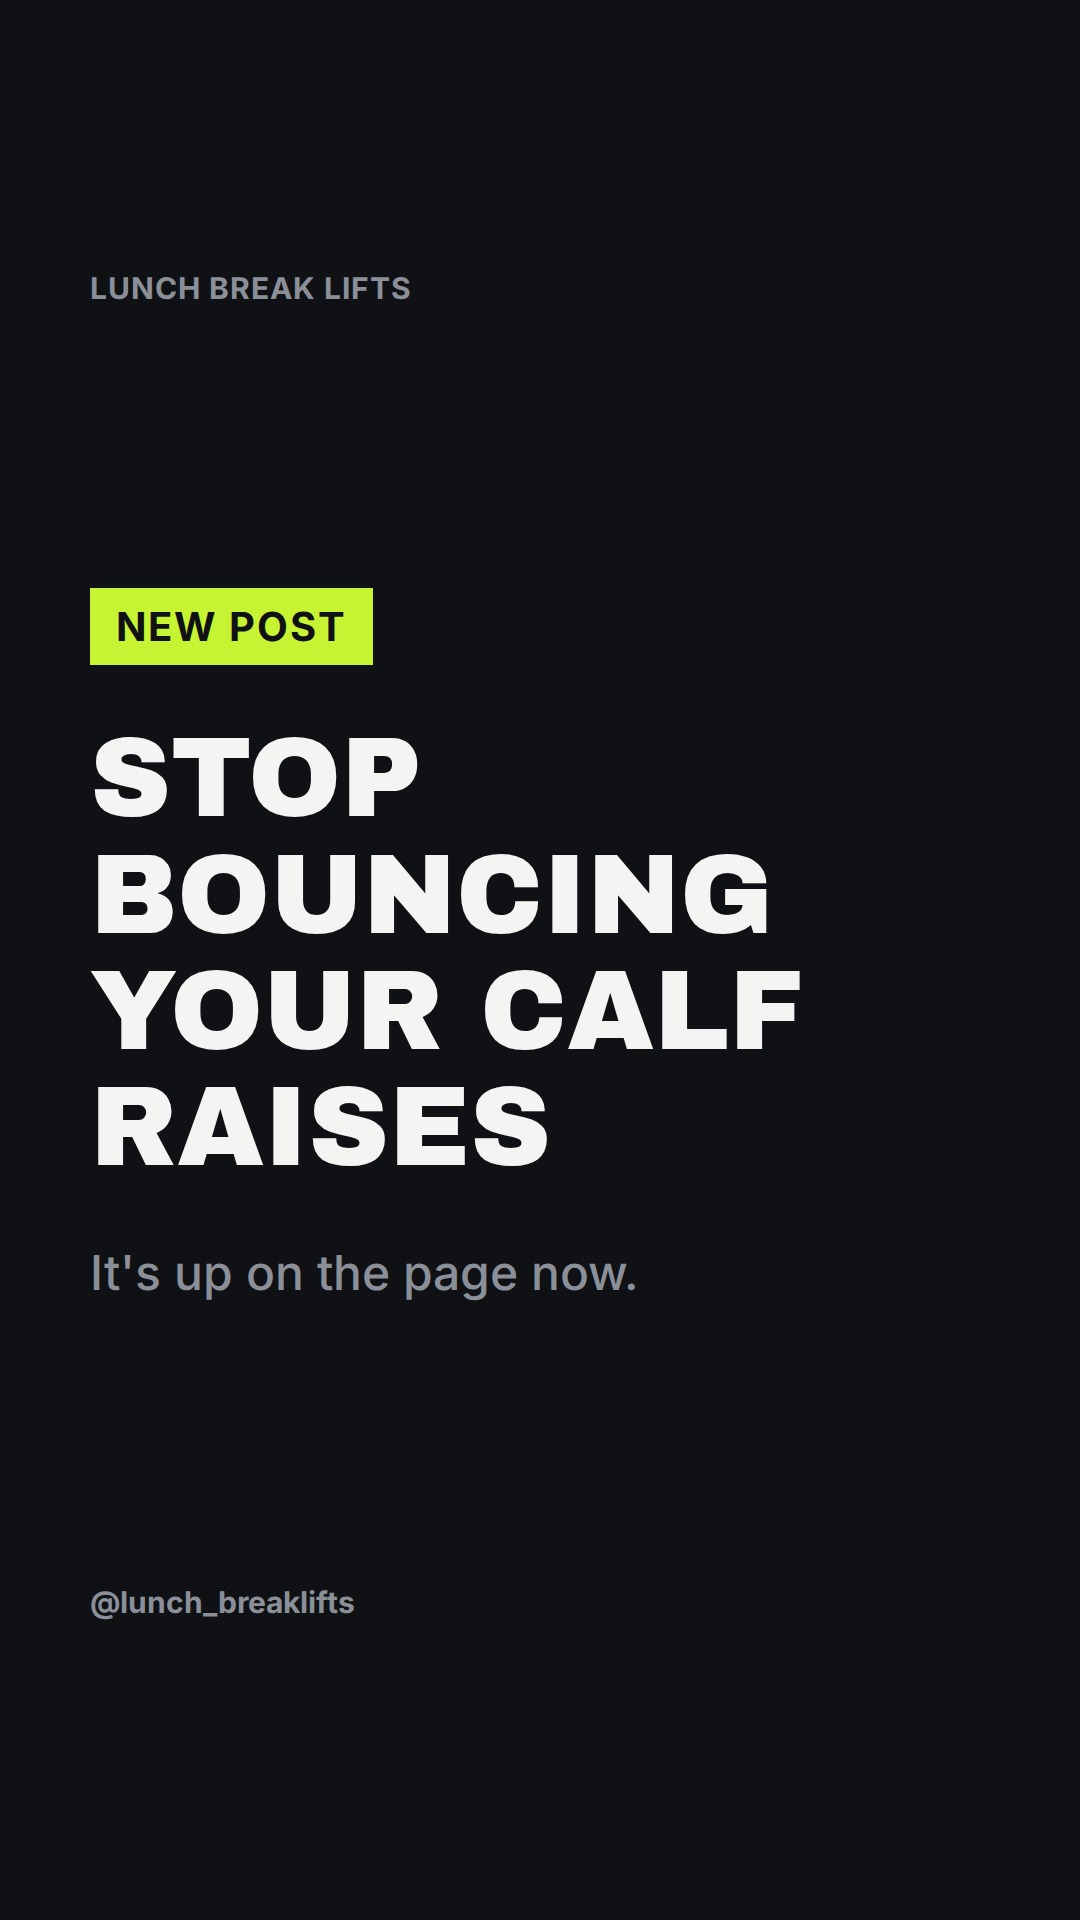 LUNCH BREAK LIFTS
NEW POST
STOP
BOUNCING
YOUR CALF
RAISES
It's up on the page now.
@lunch_breaklifts